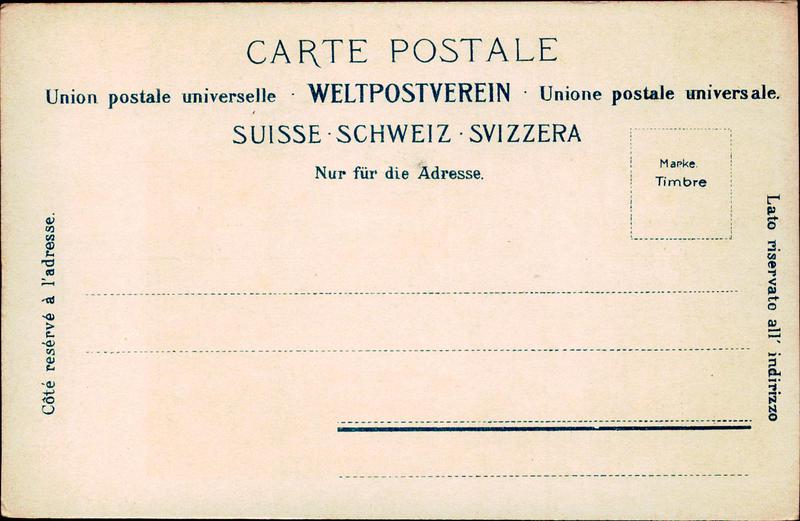 CARTE POSTALE
Union postale universelle · WELTPOSTVEREIN · Unione postale universale.
SUISSE · SCHWEIZ · SVIZZERA
Nur für die Adresse.
Marke.
Timbre
Côté resérvé à l'adresse.
Lato riservato all' indirizzo